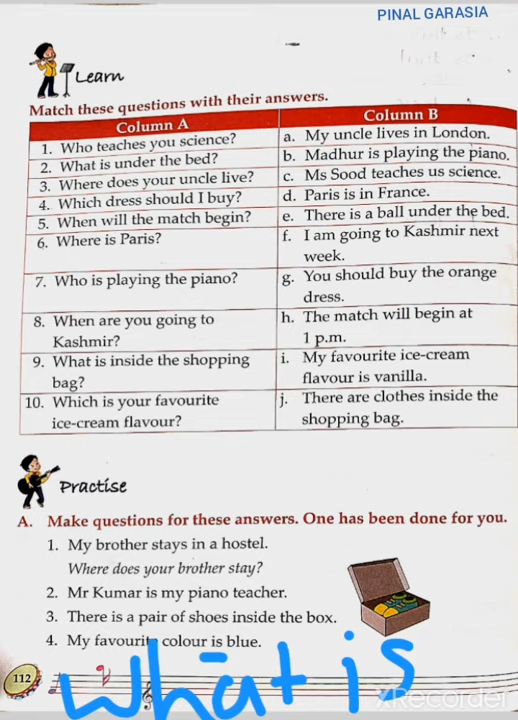 PINAL GARASIA
Learn
Match these questions with their answers.
Column A
Column B
1. Who teaches you science?
a. My uncle lives in London.
2. What is under the bed?
b. Madhur is playing the piano.
3. Where does your uncle live?
c. Ms Sood teaches us science.
4. Which dress should I buy?
d. Paris is in France.
5. When will the match begin?
e. There is a ball under the bed.
6. Where is Paris?
f. I am going to Kashmir next
week.
7. Who is playing the piano?
g. You should buy the orange
dress.
8. When are you going to
Kashmir?
h. The match will begin at
1 p.m.
9. What is inside the shopping
bag?
i. My favourite ice-cream
flavour is vanilla.
10. Which is your favourite
ice-cream flavour?
j. There are clothes inside the
shopping bag.
Practise
A. Make questions for these answers. One has been done for you.
1. My brother stays in a hostel.
Where does your brother stay?
2. Mr Kumar is my piano teacher.
3. There is a pair of shoes inside the box.
4. My favourite colour is blue.
what is
112
XRecorder